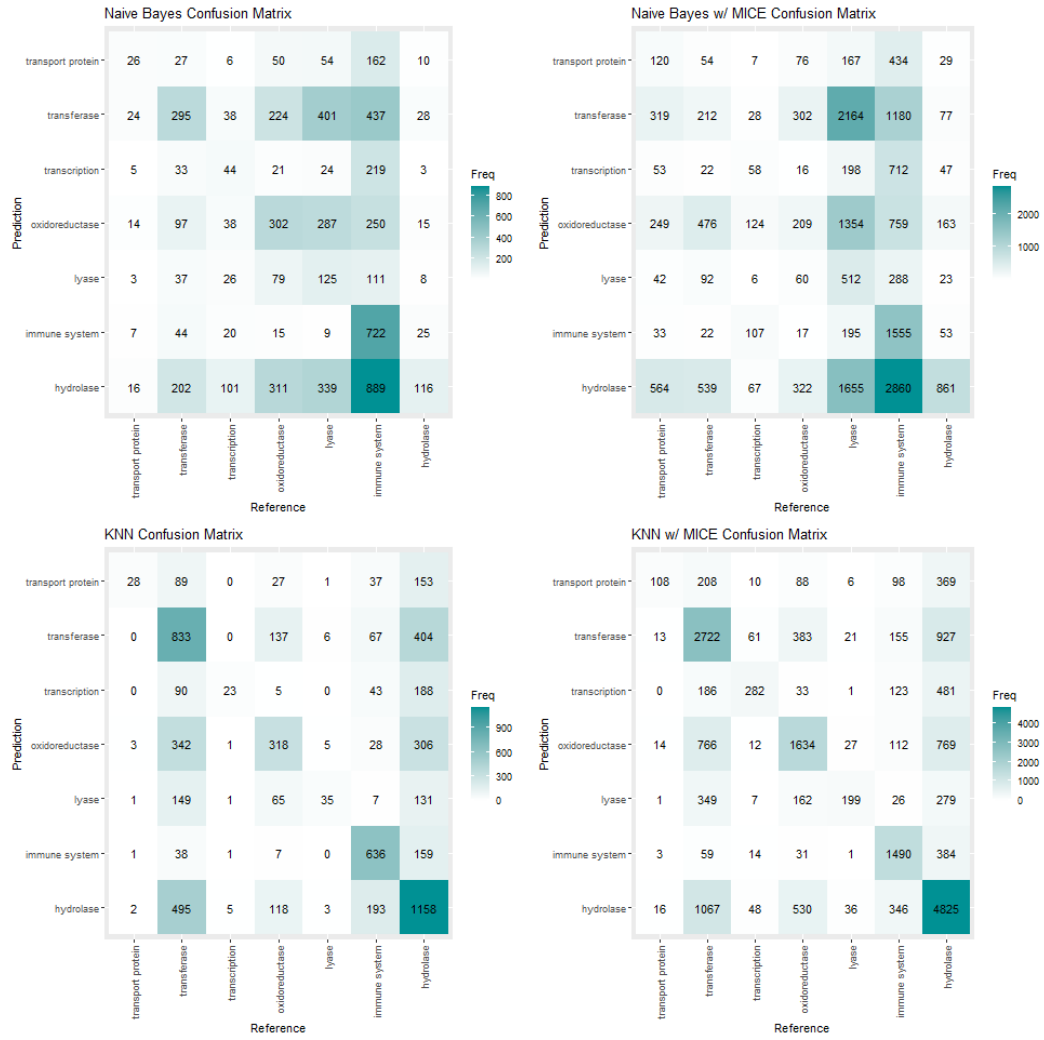 Naive Bayes Confusion Matrix
transport protein 26 27 6 50 54 162 10
transferase 24 295 38 224 401 437 28
transcription 5 33 44 21 24 219 3
oxidoreductase 14 97 38 302 287 250 15
lyase 3 37 26 79 125 111 8
immune system 7 44 20 15 9 722 25
hydrolase 16 202 101 311 339 889 116
Prediction
transport protein transferase transcription oxidoreductase lyase immune system hydrolase
Reference
Freq
800
600
400
200
Naive Bayes w/ MICE Confusion Matrix
transport protein 120 54 7 76 167 434 29
transferase 319 212 28 302 2164 1180 77
transcription 53 22 58 16 198 712 47
oxidoreductase 249 476 124 209 1354 759 163
lyase 42 92 6 60 512 288 23
immune system 33 22 107 17 195 1555 53
hydrolase 564 539 67 322 1655 2860 861
Prediction
transport protein transferase transcription oxidoreductase lyase immune system hydrolase
Reference
Freq
2000
1000
KNN Confusion Matrix
transport protein 28 89 0 27 1 37 153
transferase 0 833 0 137 6 67 404
transcription 0 90 23 5 0 43 188
oxidoreductase 3 342 1 318 5 28 306
lyase 1 149 1 65 35 7 131
immune system 1 38 1 7 0 636 159
hydrolase 2 495 5 118 3 193 1158
Prediction
transport protein transferase transcription oxidoreductase lyase immune system hydrolase
Reference
Freq
900
600
300
0
KNN w/ MICE Confusion Matrix
transport protein 108 208 10 88 6 98 369
transferase 13 2722 61 383 21 155 927
transcription 0 186 282 33 1 123 481
oxidoreductase 14 766 12 1634 27 112 769
lyase 1 349 7 162 199 26 279
immune system 3 59 14 31 1 1490 384
hydrolase 16 1067 48 530 36 346 4825
Prediction
transport protein transferase transcription oxidoreductase lyase immune system hydrolase
Reference
Freq
4000
3000
2000
1000
0